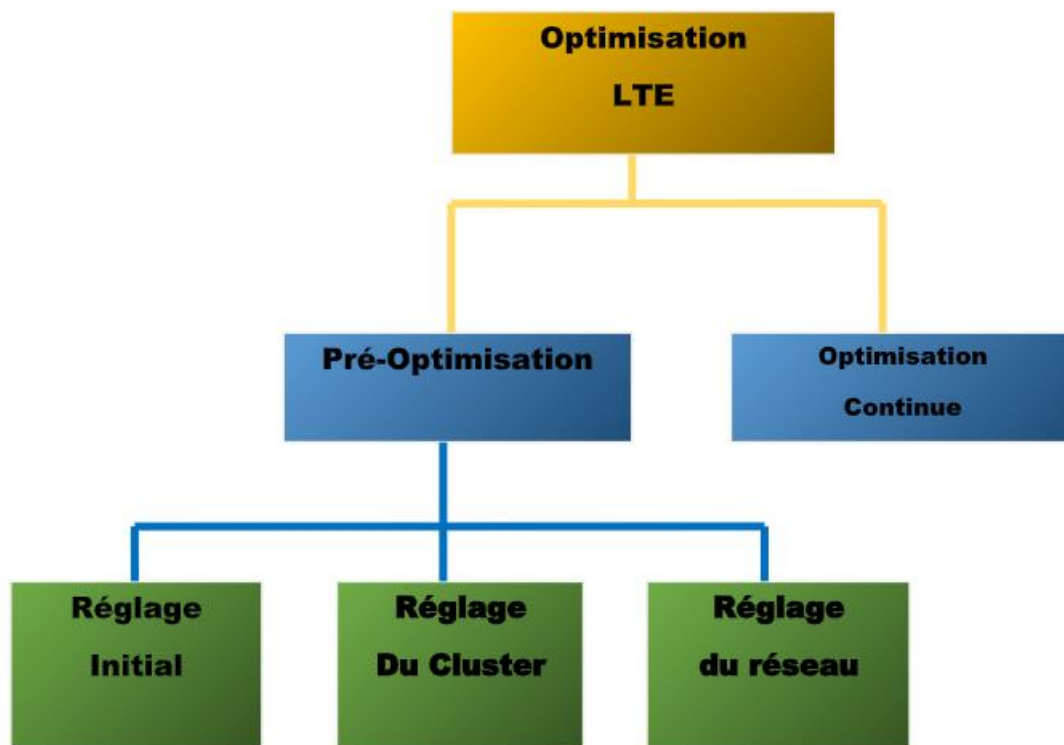 Optimisation
LTE
Pré-Optimisation
Optimisation
Continue
Réglage
Initial
Réglage
Du Cluster
Réglage
du réseau